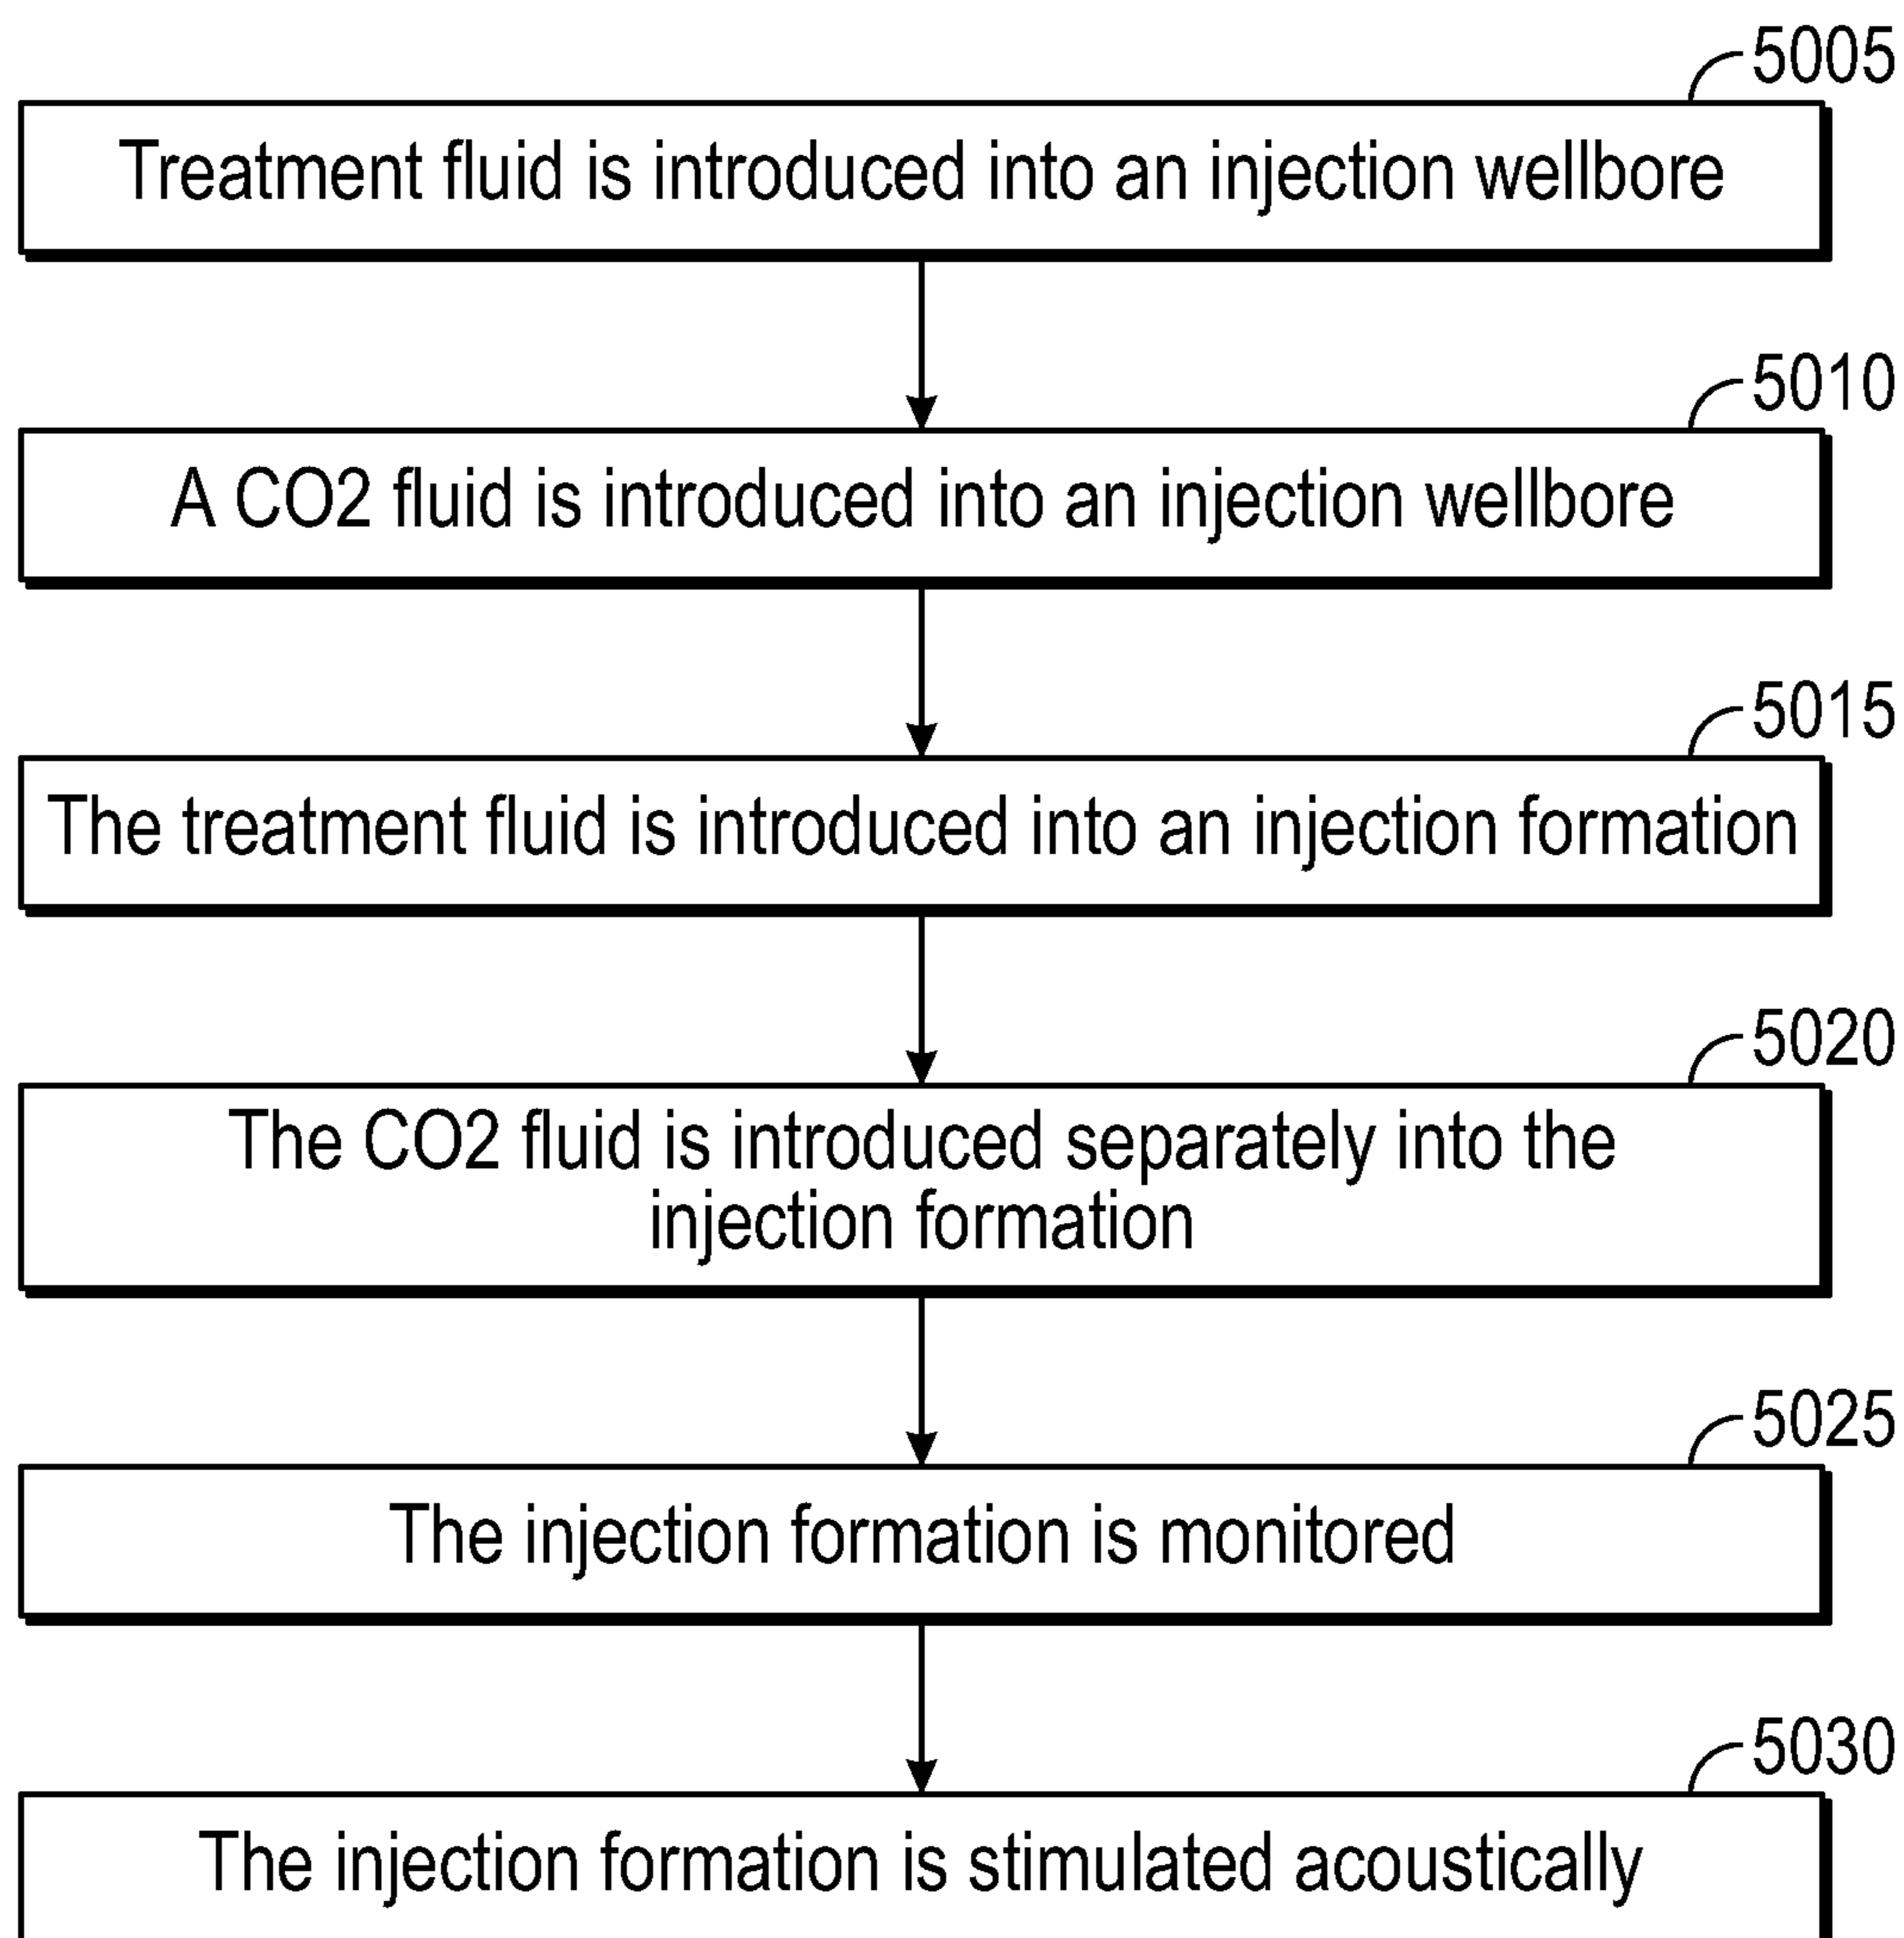 5005
Treatment fluid is introduced into an injection wellbore
5010
A CO2 fluid is introduced into an injection wellbore
5015
The treatment fluid is introduced into an injection formation
5020
The CO2 fluid is introduced separately into the
injection formation
5025
The injection formation is monitored
5030
The injection formation is stimulated acoustically